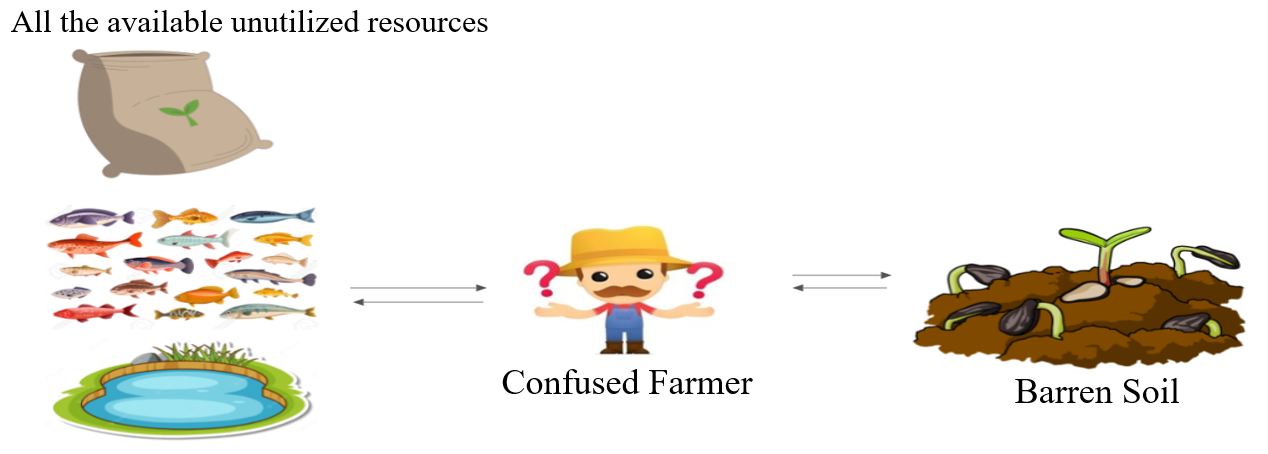 All the available unutilized resources
Confused Farmer
Barren Soil